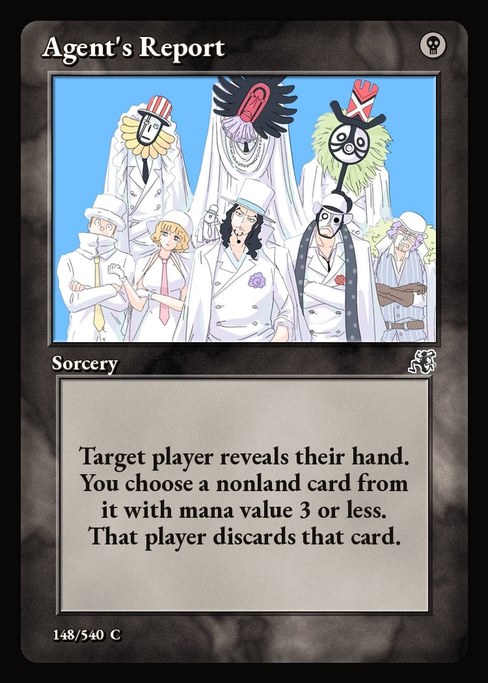 Agent's Report
Sorcery
Target player reveals their hand.
You choose a nonland card from
it with mana value 3 or less.
That player discards that card.
148/540 C